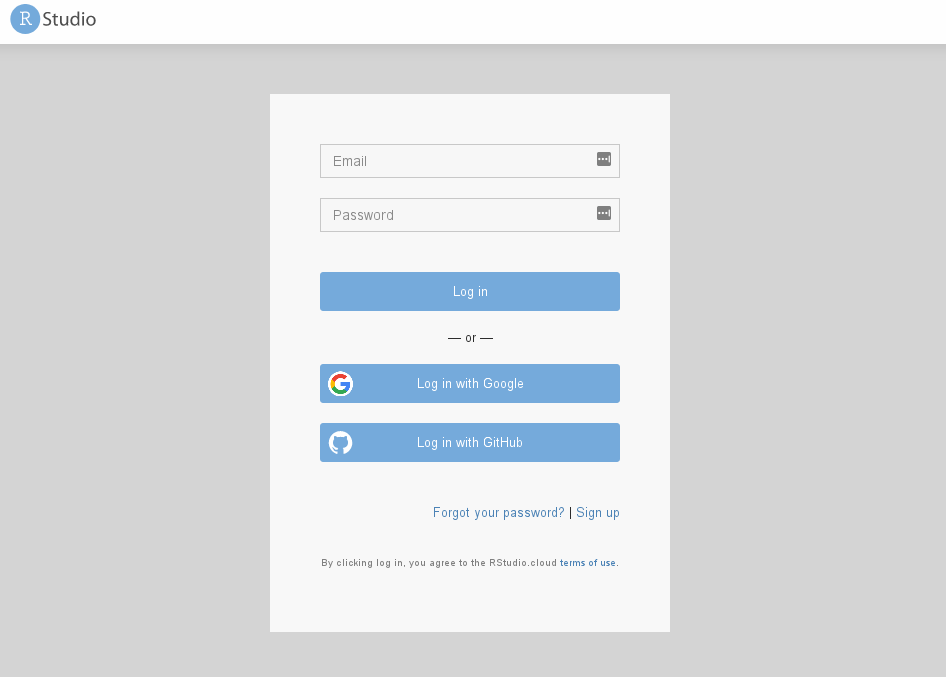 R Studio
Email
Password
Log in
— or —
Log in with Google
Log in with GitHub
Forgot your password? | Sign up
By clicking log in, you agree to the RStudio.cloud terms of use.